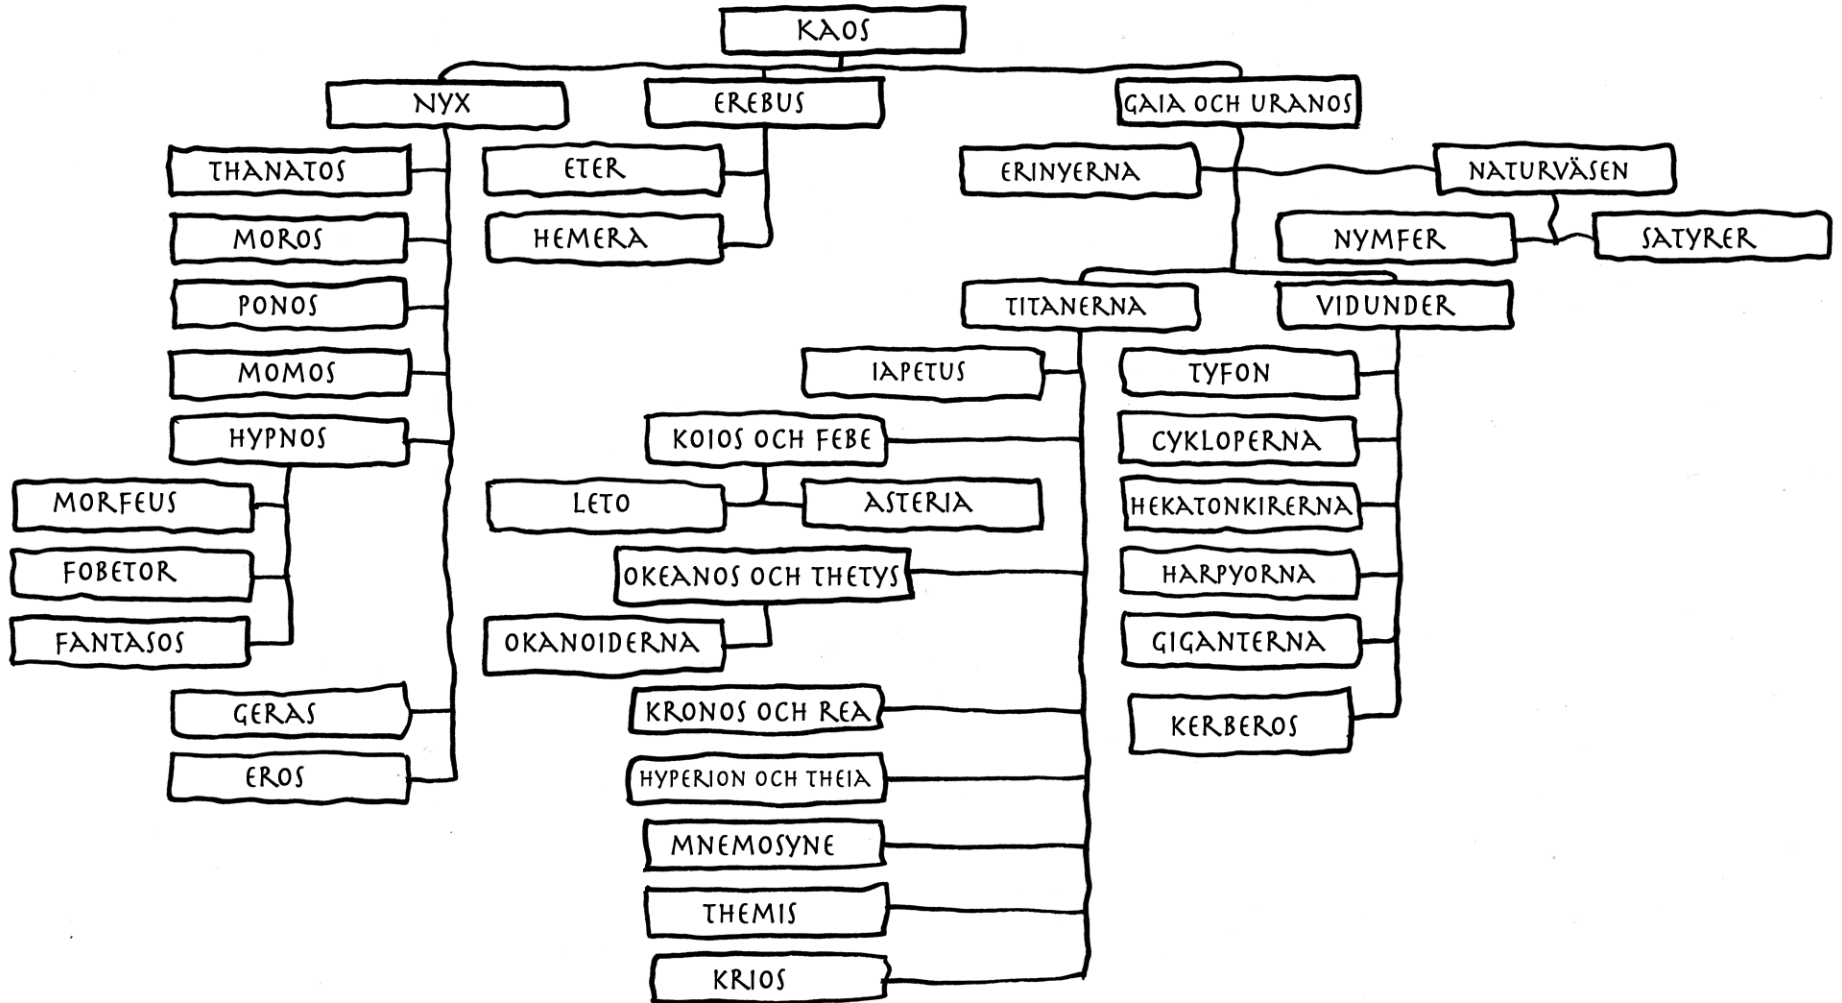 KAOS
NYX
EREBUS
GAIA OCH URANOS
THANATOS
ETER
ERINYERNA
NATURVÄSEN
MOROS
HEMERA
NYMFER
SATYRER
PONOS
TITANERNA
VIDUNDER
MOMOS
IAPETUS
TYFON
HYPNOS
KOIOS OCH FEBE
CYKLOPERNA
MORFEUS
LETO
ASTERIA
HEKATONKIRERNA
FOBETOR
OKEANOS OCH THETYS
HARPYORNA
FANTASOS
OKANOIDERNA
GIGANTERNA
GERAS
KRONOS OCH REA
KERBEROS
EROS
HYPERION OCH THEIA
MNEMOSYNE
THEMIS
KRIOS